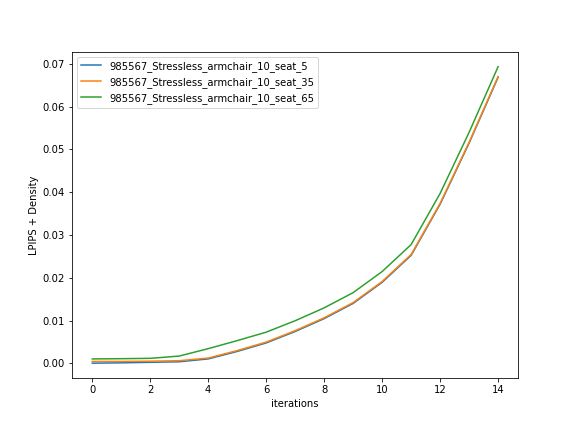 985567_Stressless_armchair_10_seat_5
985567_Stressless_armchair_10_seat_35
985567_Stressless_armchair_10_seat_65
LPIPS + Density
0.07
0.06
0.05
0.04
0.03
0.02
0.01
0.00
0 2 4 6 8 10 12 14
iterations